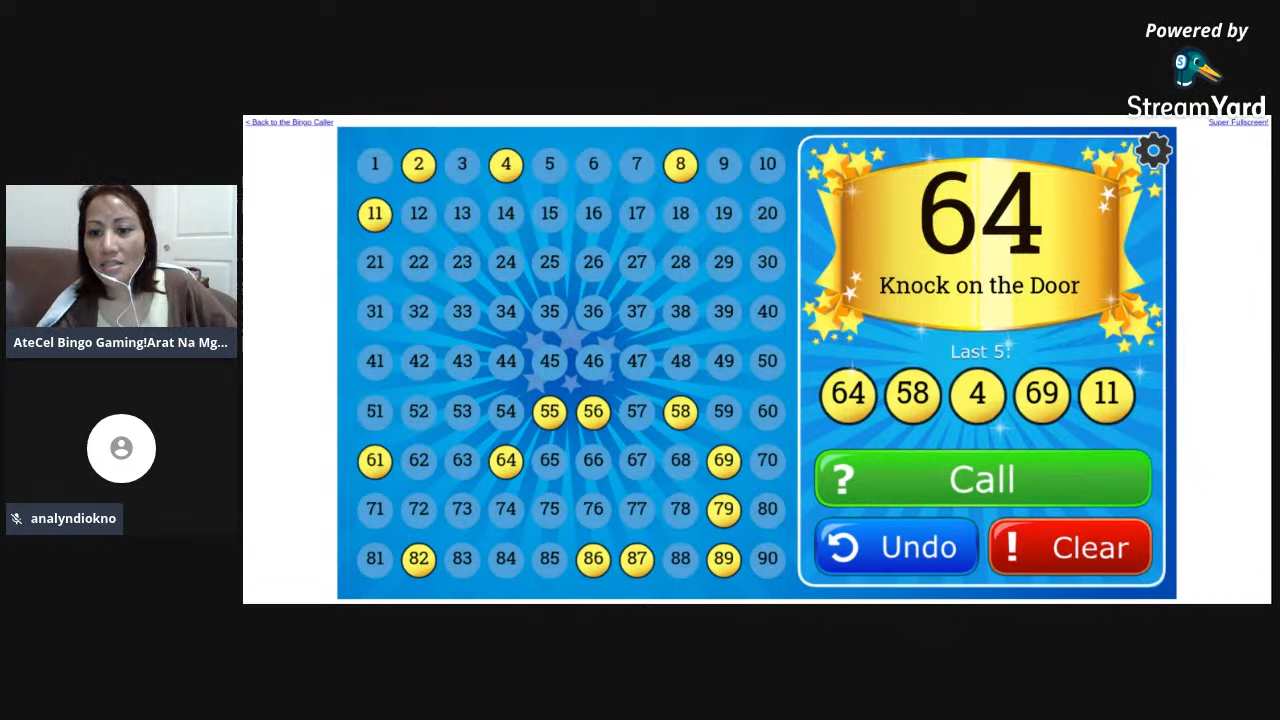 Powered by
StreamYard
< Back to the Bingo Caller
Super Fullscreen!
1 2 3 4 5 6 7 8 9 10
11 12 13 14 15 16 17 18 19 20
21 22 23 24 25 26 27 28 29 30
31 32 33 34 35 36 37 38 39 40
41 42 43 44 45 46 47 48 49 50
51 52 53 54 55 56 57 58 59 60
61 62 63 64 65 66 67 68 69 70
71 72 73 74 75 76 77 78 79 80
81 82 83 84 85 86 87 88 89 90
64
Knock on the Door
Last 5:
64 58 4 69 11
? Call
Undo
! Clear
AteCel Bingo Gaming!Arat Na Mg...
analyndiokno